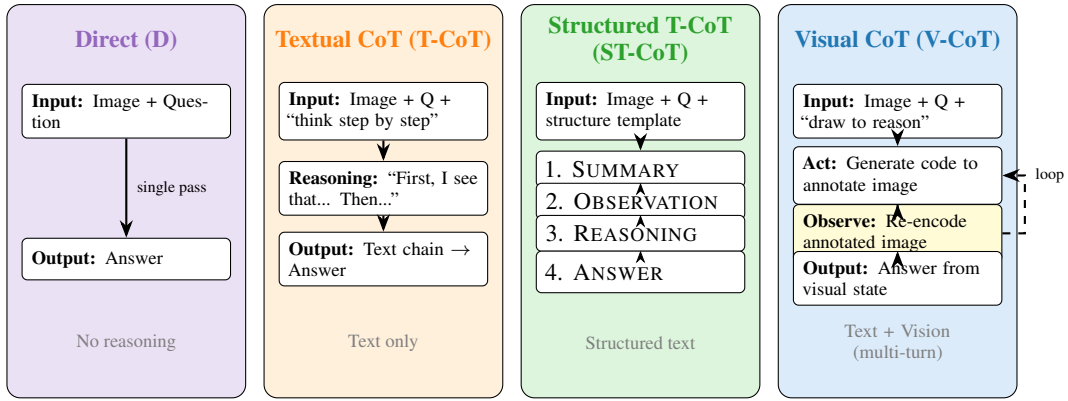 Direct (D)
Input: Image + Ques-
tion
single pass
Output: Answer
No reasoning
Textual CoT (T-CoT)
Input: Image + Q +
“think step by step”
Reasoning: “First, I see
that... Then...”
Output: Text chain →
Answer
Text only
Structured T-CoT
(ST-CoT)
Input: Image + Q +
structure template
1. SUMMARY
2. OBSERVATION
3. REASONING
4. ANSWER
Structured text
Visual CoT (V-CoT)
Input: Image + Q +
“draw to reason”
Act: Generate code to
annotate image
loop
Observe: Re-encode
annotated image
Output: Answer from
visual state
Text + Vision
(multi-turn)